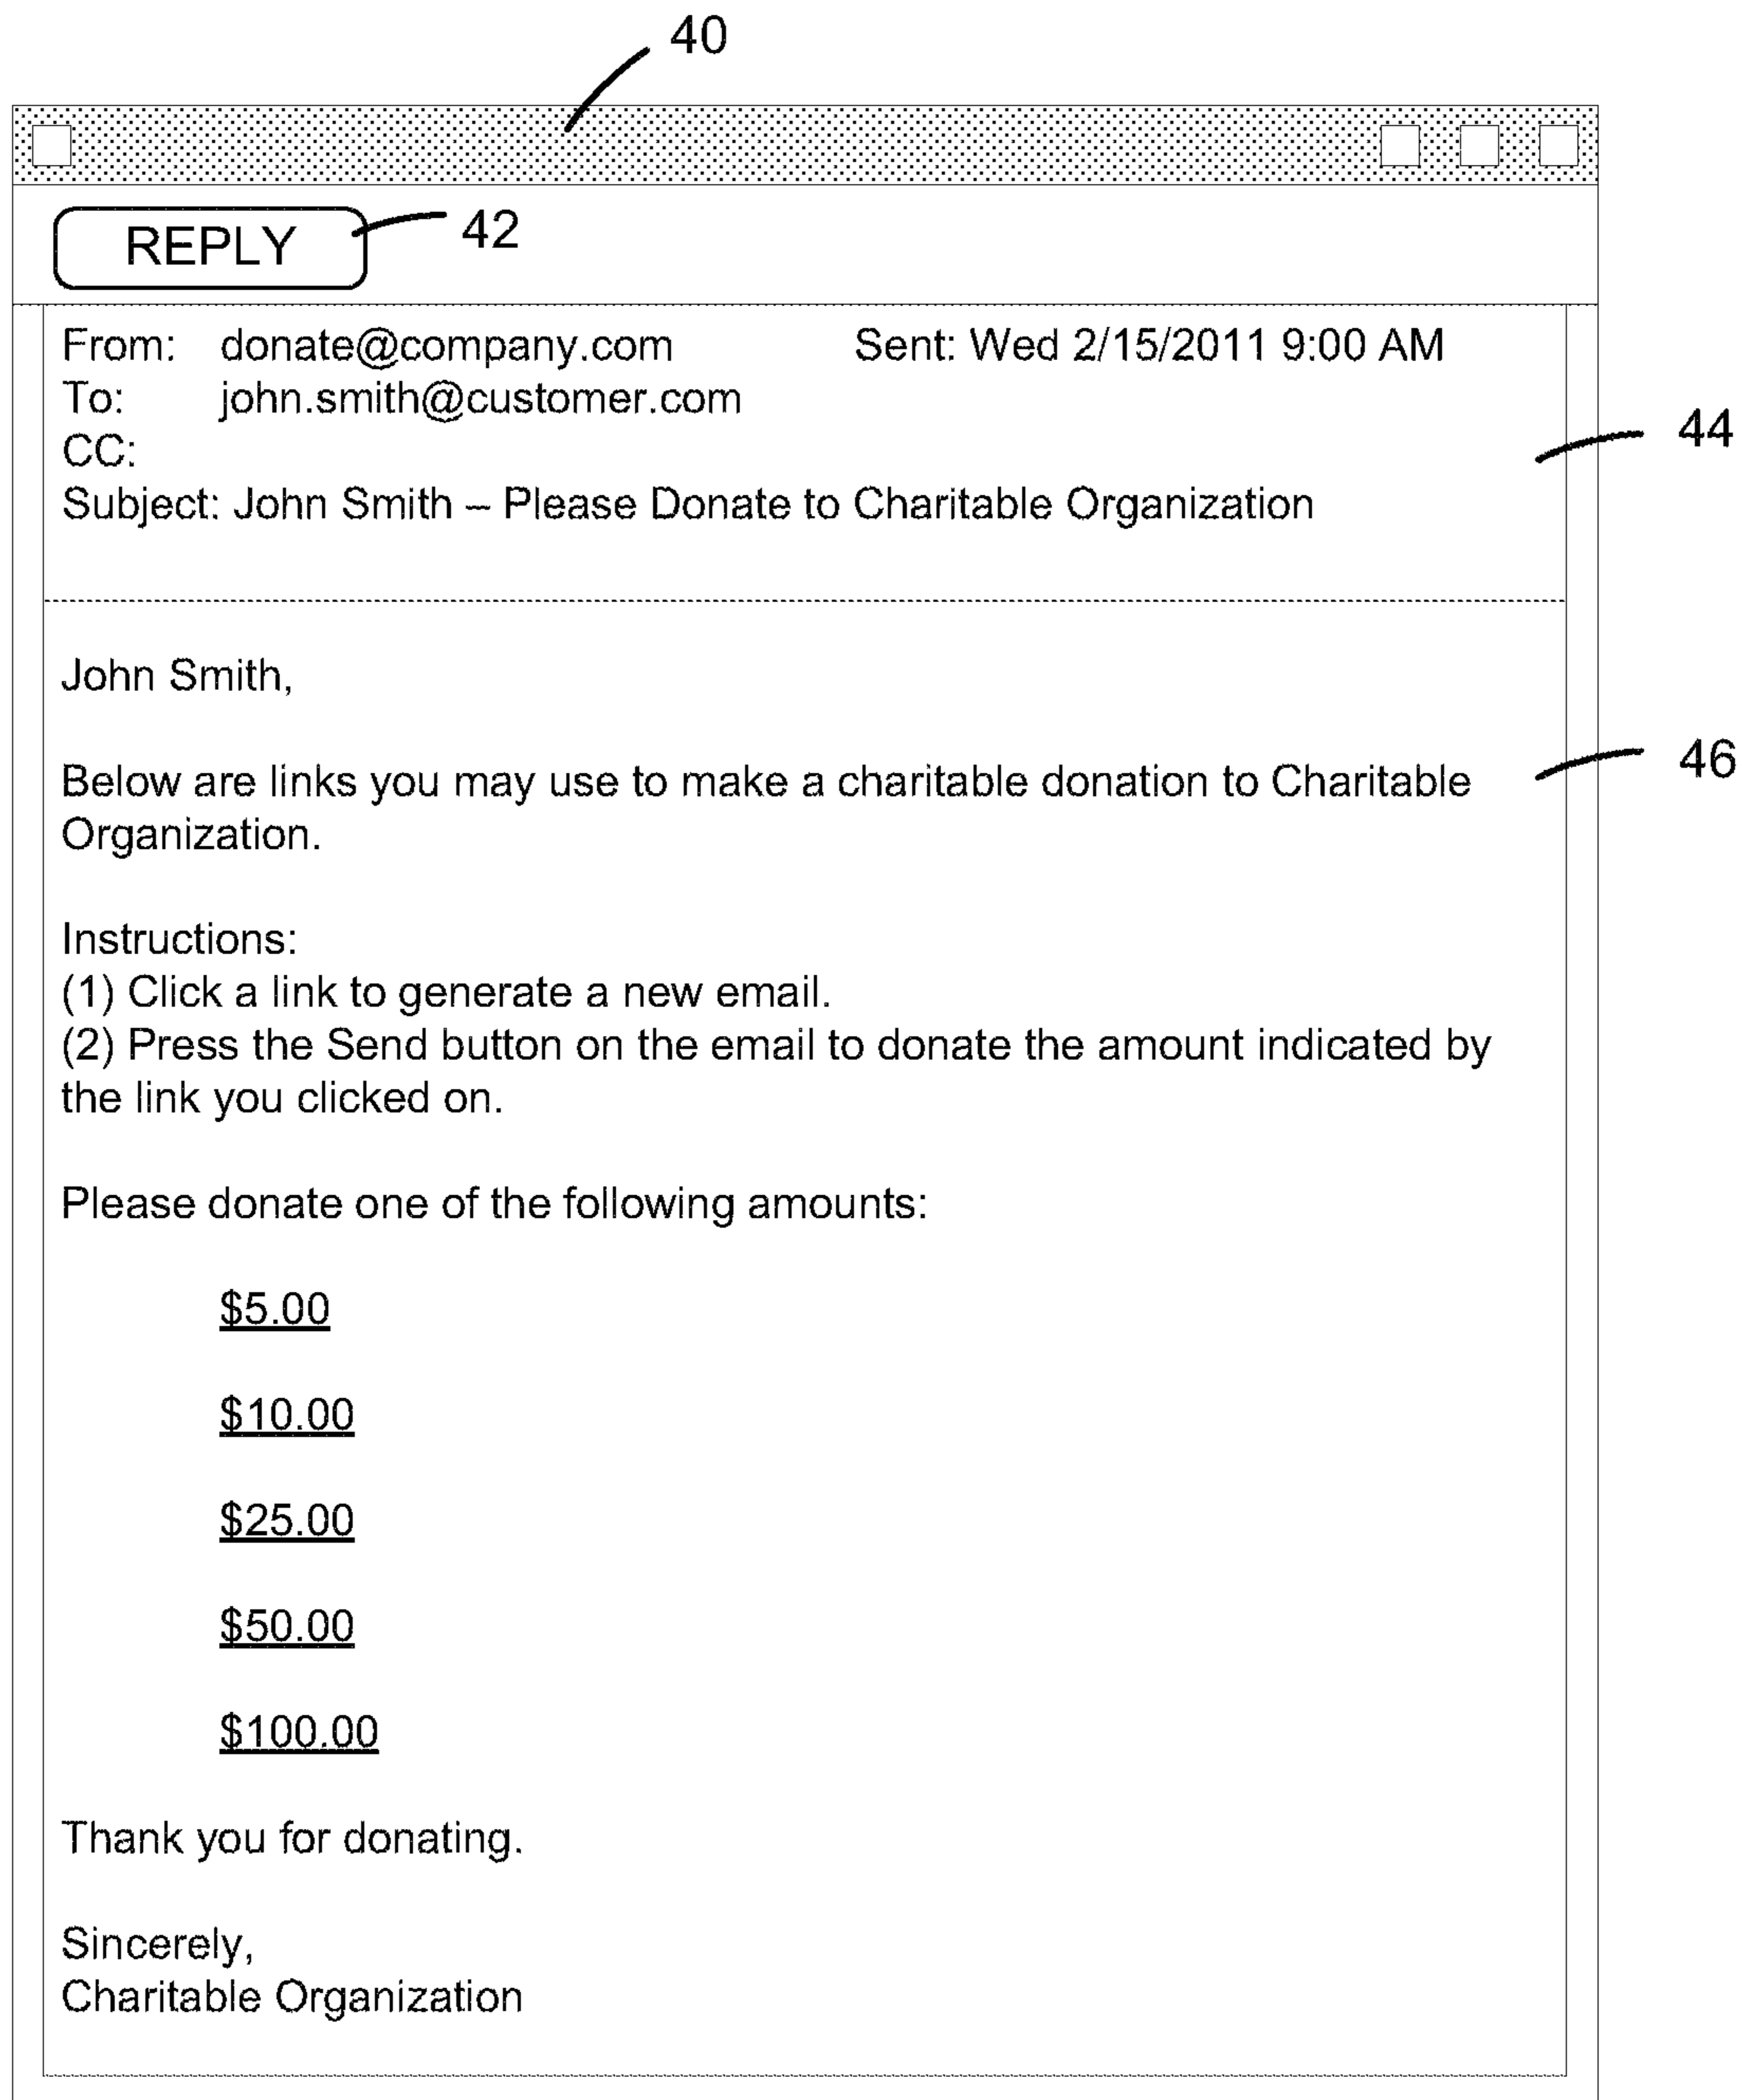 40
REPLY 42
From: donate@company.com Sent: Wed 2/15/2011 9:00 AM
To: john.smith@customer.com
CC:
44
Subject: John Smith – Please Donate to Charitable Organization
John Smith,
46
Below are links you may use to make a charitable donation to Charitable
Organization.
Instructions:
(1) Click a link to generate a new email.
(2) Press the Send button on the email to donate the amount indicated by
the link you clicked on.
Please donate one of the following amounts:
$5.00
$10.00
$25.00
$50.00
$100.00
Thank you for donating.
Sincerely,
Charitable Organization